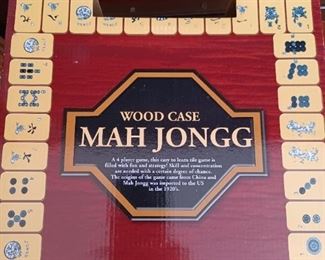 WOOD CASE
MAH JONGG
A 4 player game, this easy to learn tile game is
filled with fun and strategy! Skill and concentration
are needed with a certain degree of chance.
The origins of the game came from China and
Mah Jongg was imported to the US
in the 1920's.